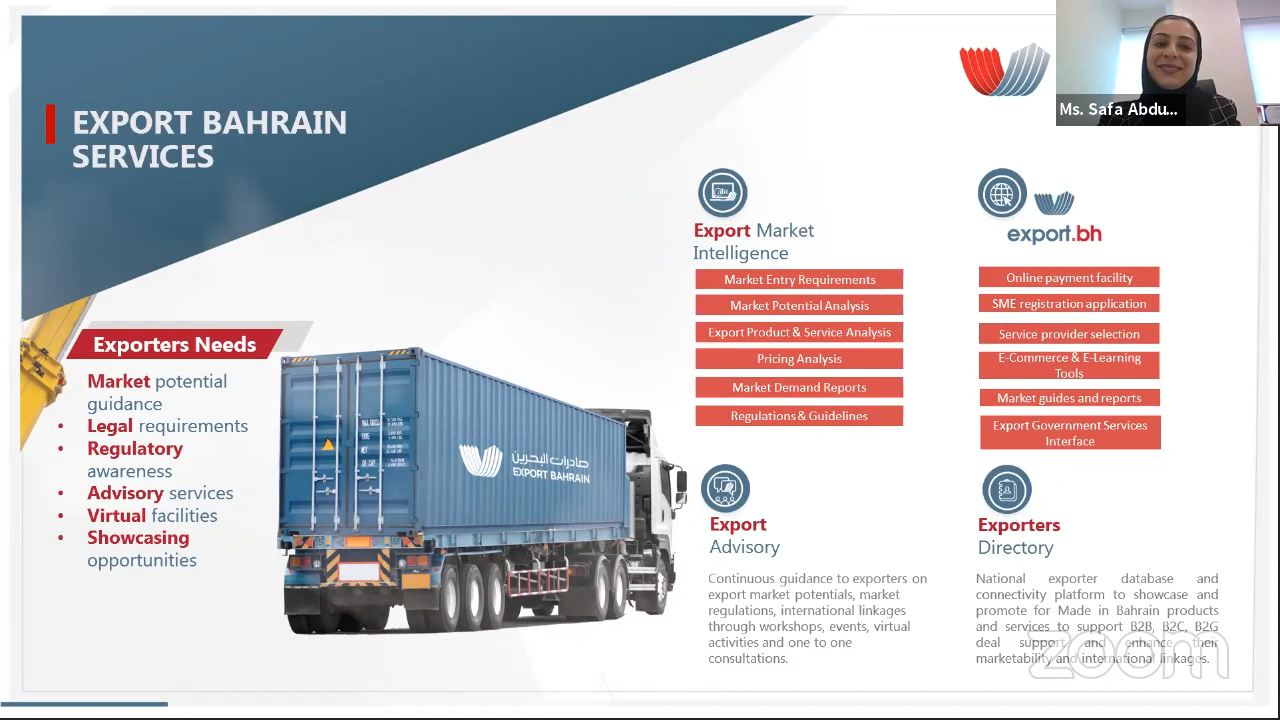 EXPORT BAHRAIN
SERVICES
Ms. Safa Abdu...
Exporters Needs
• Market potential
guidance
• Legal requirements
• Regulatory
awareness
• Advisory services
• Virtual facilities
• Showcasing
opportunities
صادرات البحرين
EXPORT BAHRAIN
Export Market
Intelligence
Market Entry Requirements
Market Potential Analysis
Export Product & Service Analysis
Pricing Analysis
Market Demand Reports
Regulations & Guidelines
export.bh
Online payment facility
SME registration application
Service provider selection
E-Commerce & E-Learning
Tools
Market guides and reports
Export Government Services
Interface
Export
Advisory
Continuous guidance to exporters on
export market potentials, market
regulations, international linkages
through workshops, events, virtual
activities and one to one
consultations.
Exporters
Directory
National exporter database and
connectivity platform to showcase and
promote for Made in Bahrain products
and services to support B2B, B2C, B2G
deal support and enhance their
marketability and international linkages.
zoom